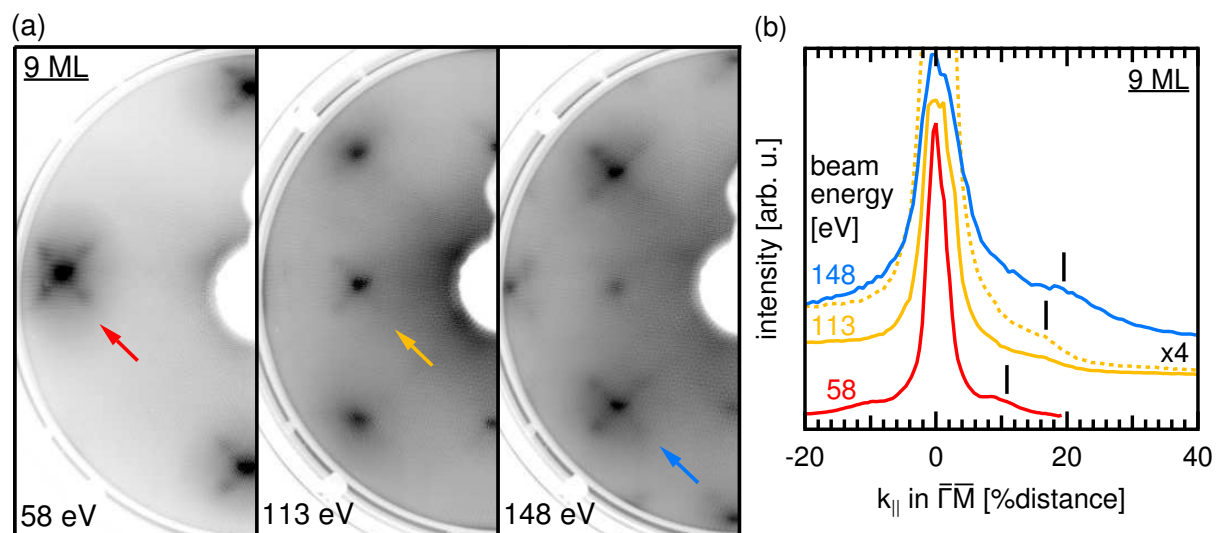 (a)
9 ML
58 eV
113 eV
148 eV
(b)
9 ML
intensity [arb. u.]
beam
energy
[eV]
148
113
58
x4
-20
0
20
40
k|| in Γ̅M̅ [%distance]